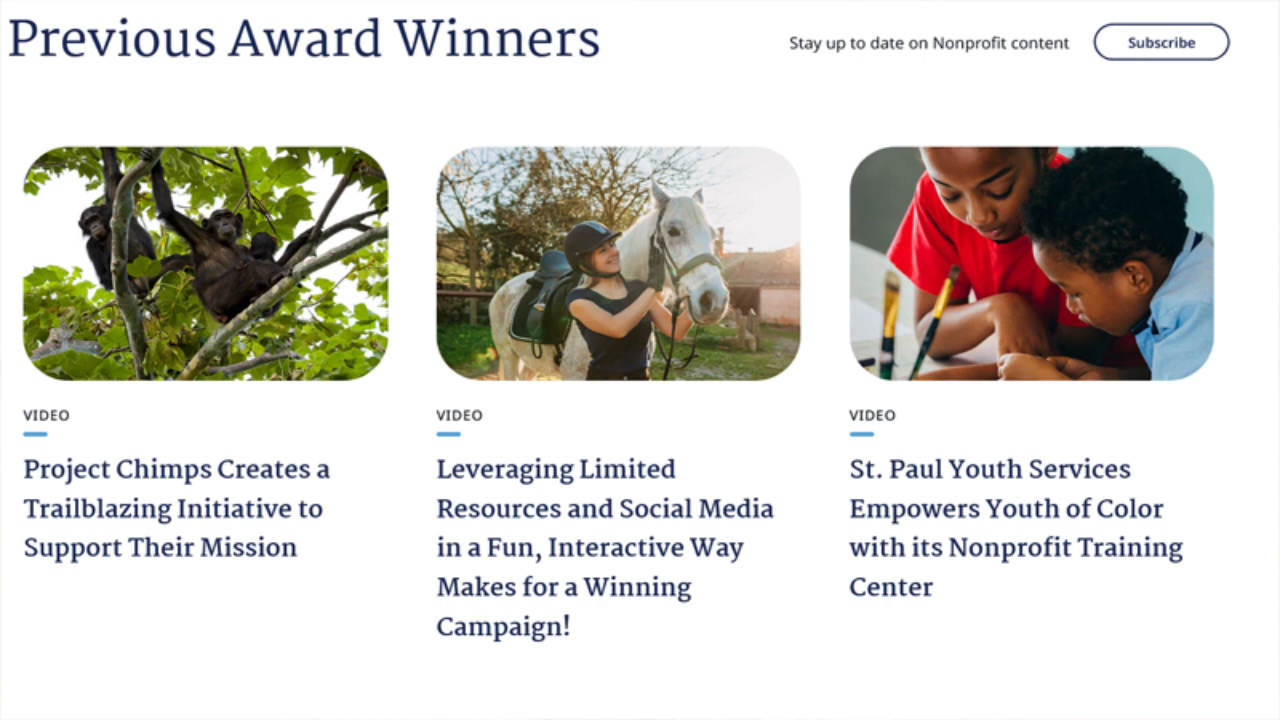 Previous Award Winners
Stay up to date on Nonprofit content
Subscribe
VIDEO
Project Chimps Creates a
Trailblazing Initiative to
Support Their Mission
VIDEO
Leveraging Limited
Resources and Social Media
in a Fun, Interactive Way
Makes for a Winning
Campaign!
VIDEO
St. Paul Youth Services
Empowers Youth of Color
with its Nonprofit Training
Center